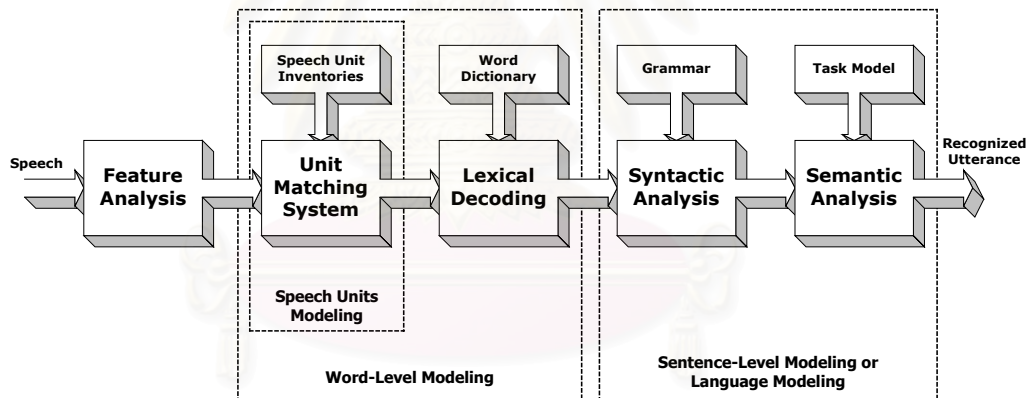 Speech Unit
Inventories
Word
Dictionary
Grammar
Task Model
Speech
Feature
Analysis
Unit
Matching
System
Lexical
Decoding
Syntactic
Analysis
Semantic
Analysis
Recognized
Utterance
Speech Units
Modeling
Word-Level Modeling
Sentence-Level Modeling or
Language Modeling